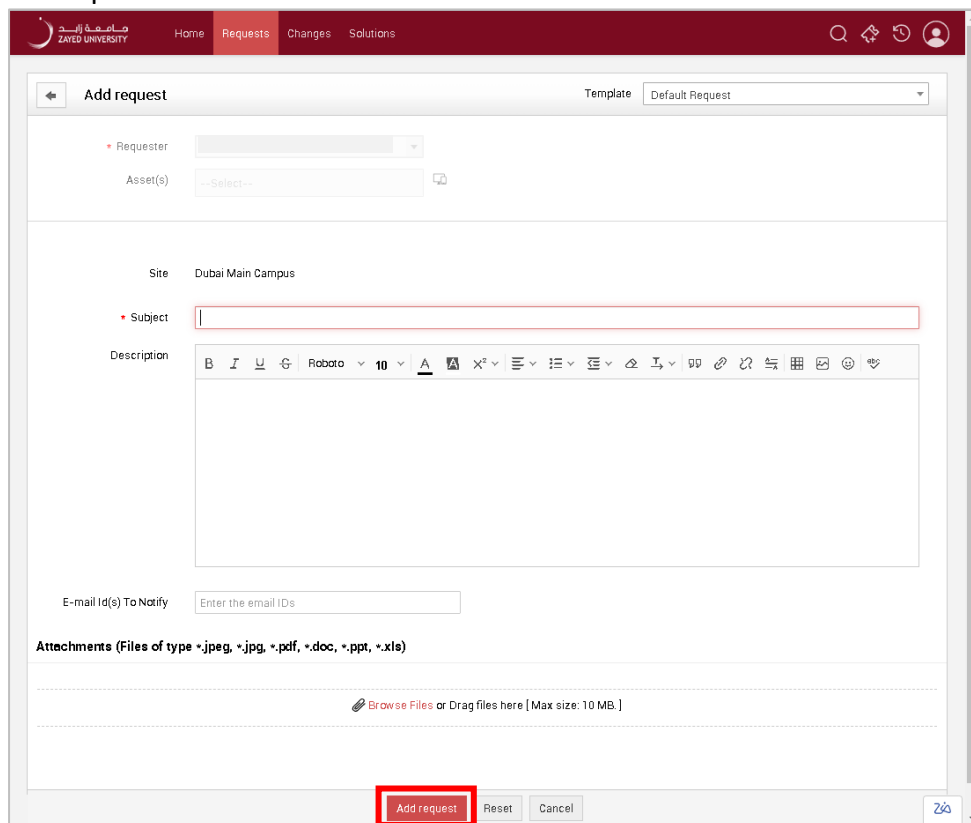 جامعة زايد
ZAYED UNIVERSITY
Home Requests Changes Solutions
Add request
Template Default Request
* Requester
Asset(s) --Select--
Site Dubai Main Campus
* Subject
Description
B I U S Roboto 10 A A X²
E-mail Id(s) To Notify Enter the email IDs
Attachments (Files of type *.jpeg, *.jpg, *.pdf, *.doc, *.ppt, *.xls)
Browse Files or Drag files here [ Max size: 10 MB. ]
Add request Reset Cancel